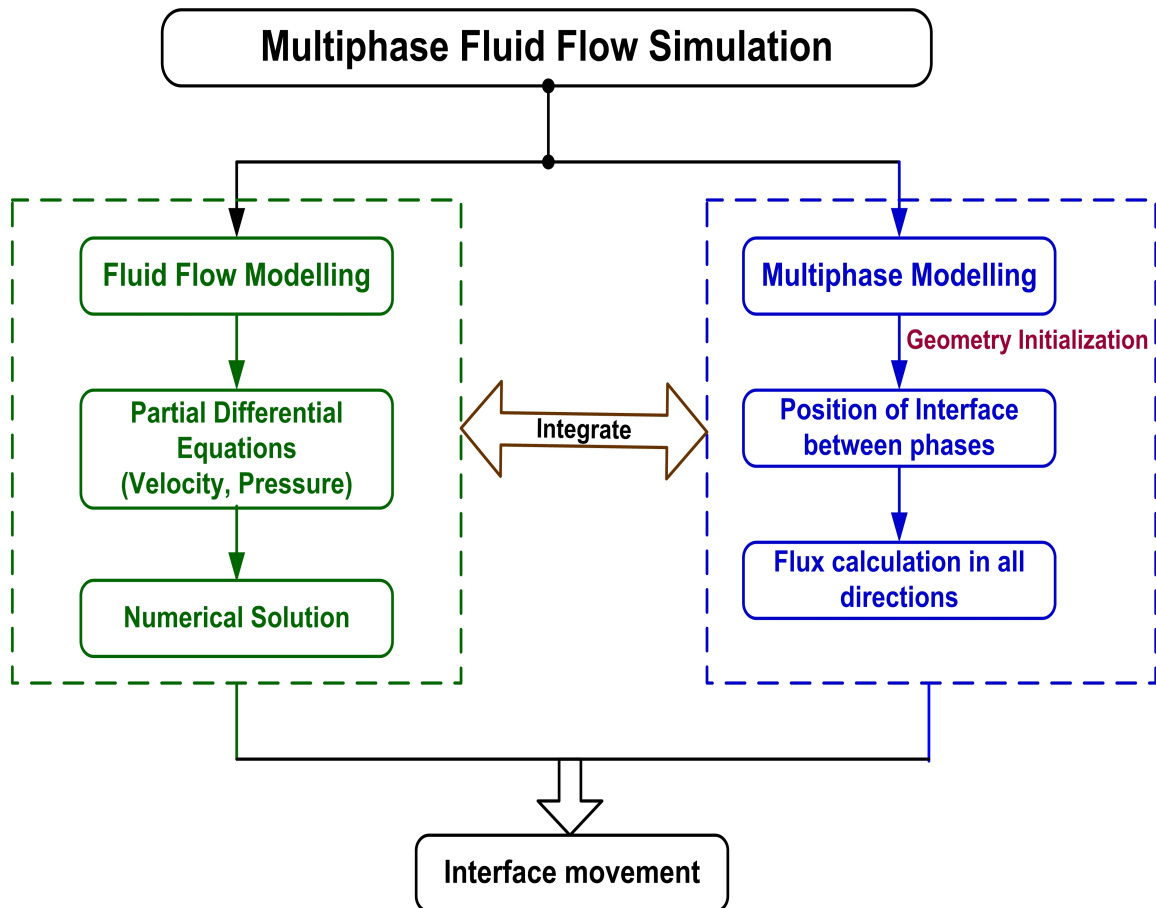 Multiphase Fluid Flow Simulation
Fluid Flow Modelling
Partial Differential
Equations
(Velocity, Pressure)
Numerical Solution
Integrate
Multiphase Modelling
Geometry Initialization
Position of Interface
between phases
Flux calculation in all
directions
Interface movement